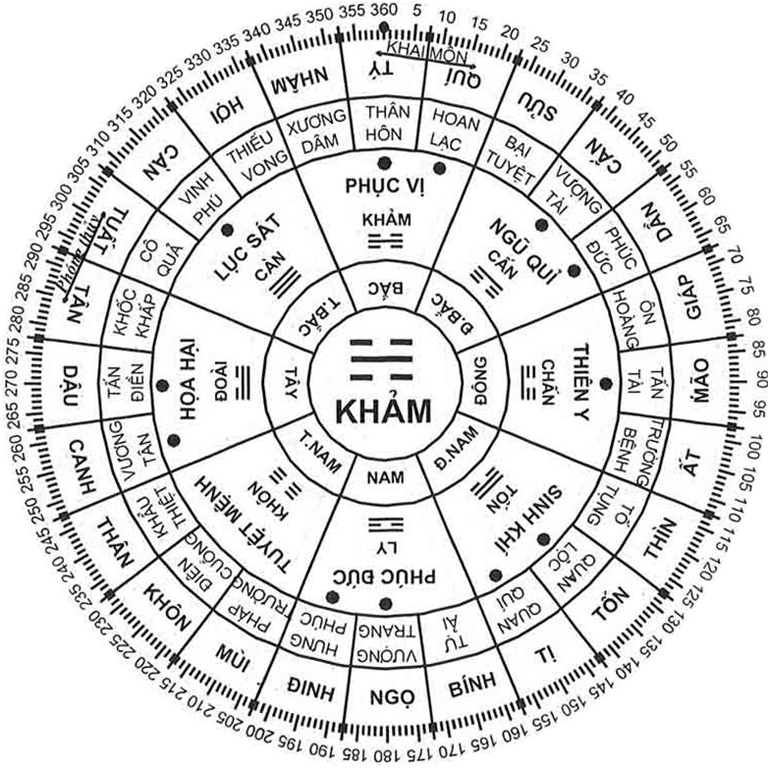 360
5
10
15
20
25
30
35
40
45
50
55
60
65
70
75
80
85
90
95
100
105
110
115
120
125
130
135
140
145
150
155
160
165
170
175
180
185
190
195
200
205
210
215
220
225
230
235
240
245
250
255
260
265
270
275
280
285
290
295
300
305
310
315
320
325
330
335
340
345
350
355
KHAI MÔN
Phóng thuỷ
TÝ
QUÍ
SỬU
CẤN
DẦN
GIÁP
MẸO
ẤT
THÌN
TỐN
TỊ
BÍNH
NGỌ
ĐINH
MÙI
KHÔN
THÂN
CANH
DẬU
TÂN
TUẤT
CÀN
HỢI
NHÂM
THÂN
HÔN
HOAN
LẠC
BẠI
TUYỆT
VƯỢNG
TÀI
PHÚC
ĐỨC
ÔN
HOÀNG
TẤN
TÀI
TRƯỜNG
BỆNH
TỐ
TỤNG
QUAN
LỘC
QUAN
QUÍ
TỰ
ẢI
VƯỢNG
TRANG
HƯNG
PHÚC
PHÁP
TRƯỜNG
ĐIÊN
CUỒNG
KHẨU
THIỆT
VƯỢNG
TẤN
TẤN
ĐIỀN
KHỐC
KHẤP
CÔ
QUẢ
VINH
PHÚ
THIẾU
VONG
XƯƠNG
DÂM
PHỤC VỊ
KHẢM
NGŨ QUỈ
CẤN
THIÊN Y
CHẤN
SINH KHÍ
TỐN
PHÚC ĐỨC
LY
TUYỆT MỆNH
KHÔN
HỌA HẠI
ĐOÀI
LỤC SÁT
CÀN
BẮC
Đ.BẮC
ĐÔNG
Đ.NAM
NAM
T.NAM
TÂY
T.BẮC
KHẢM